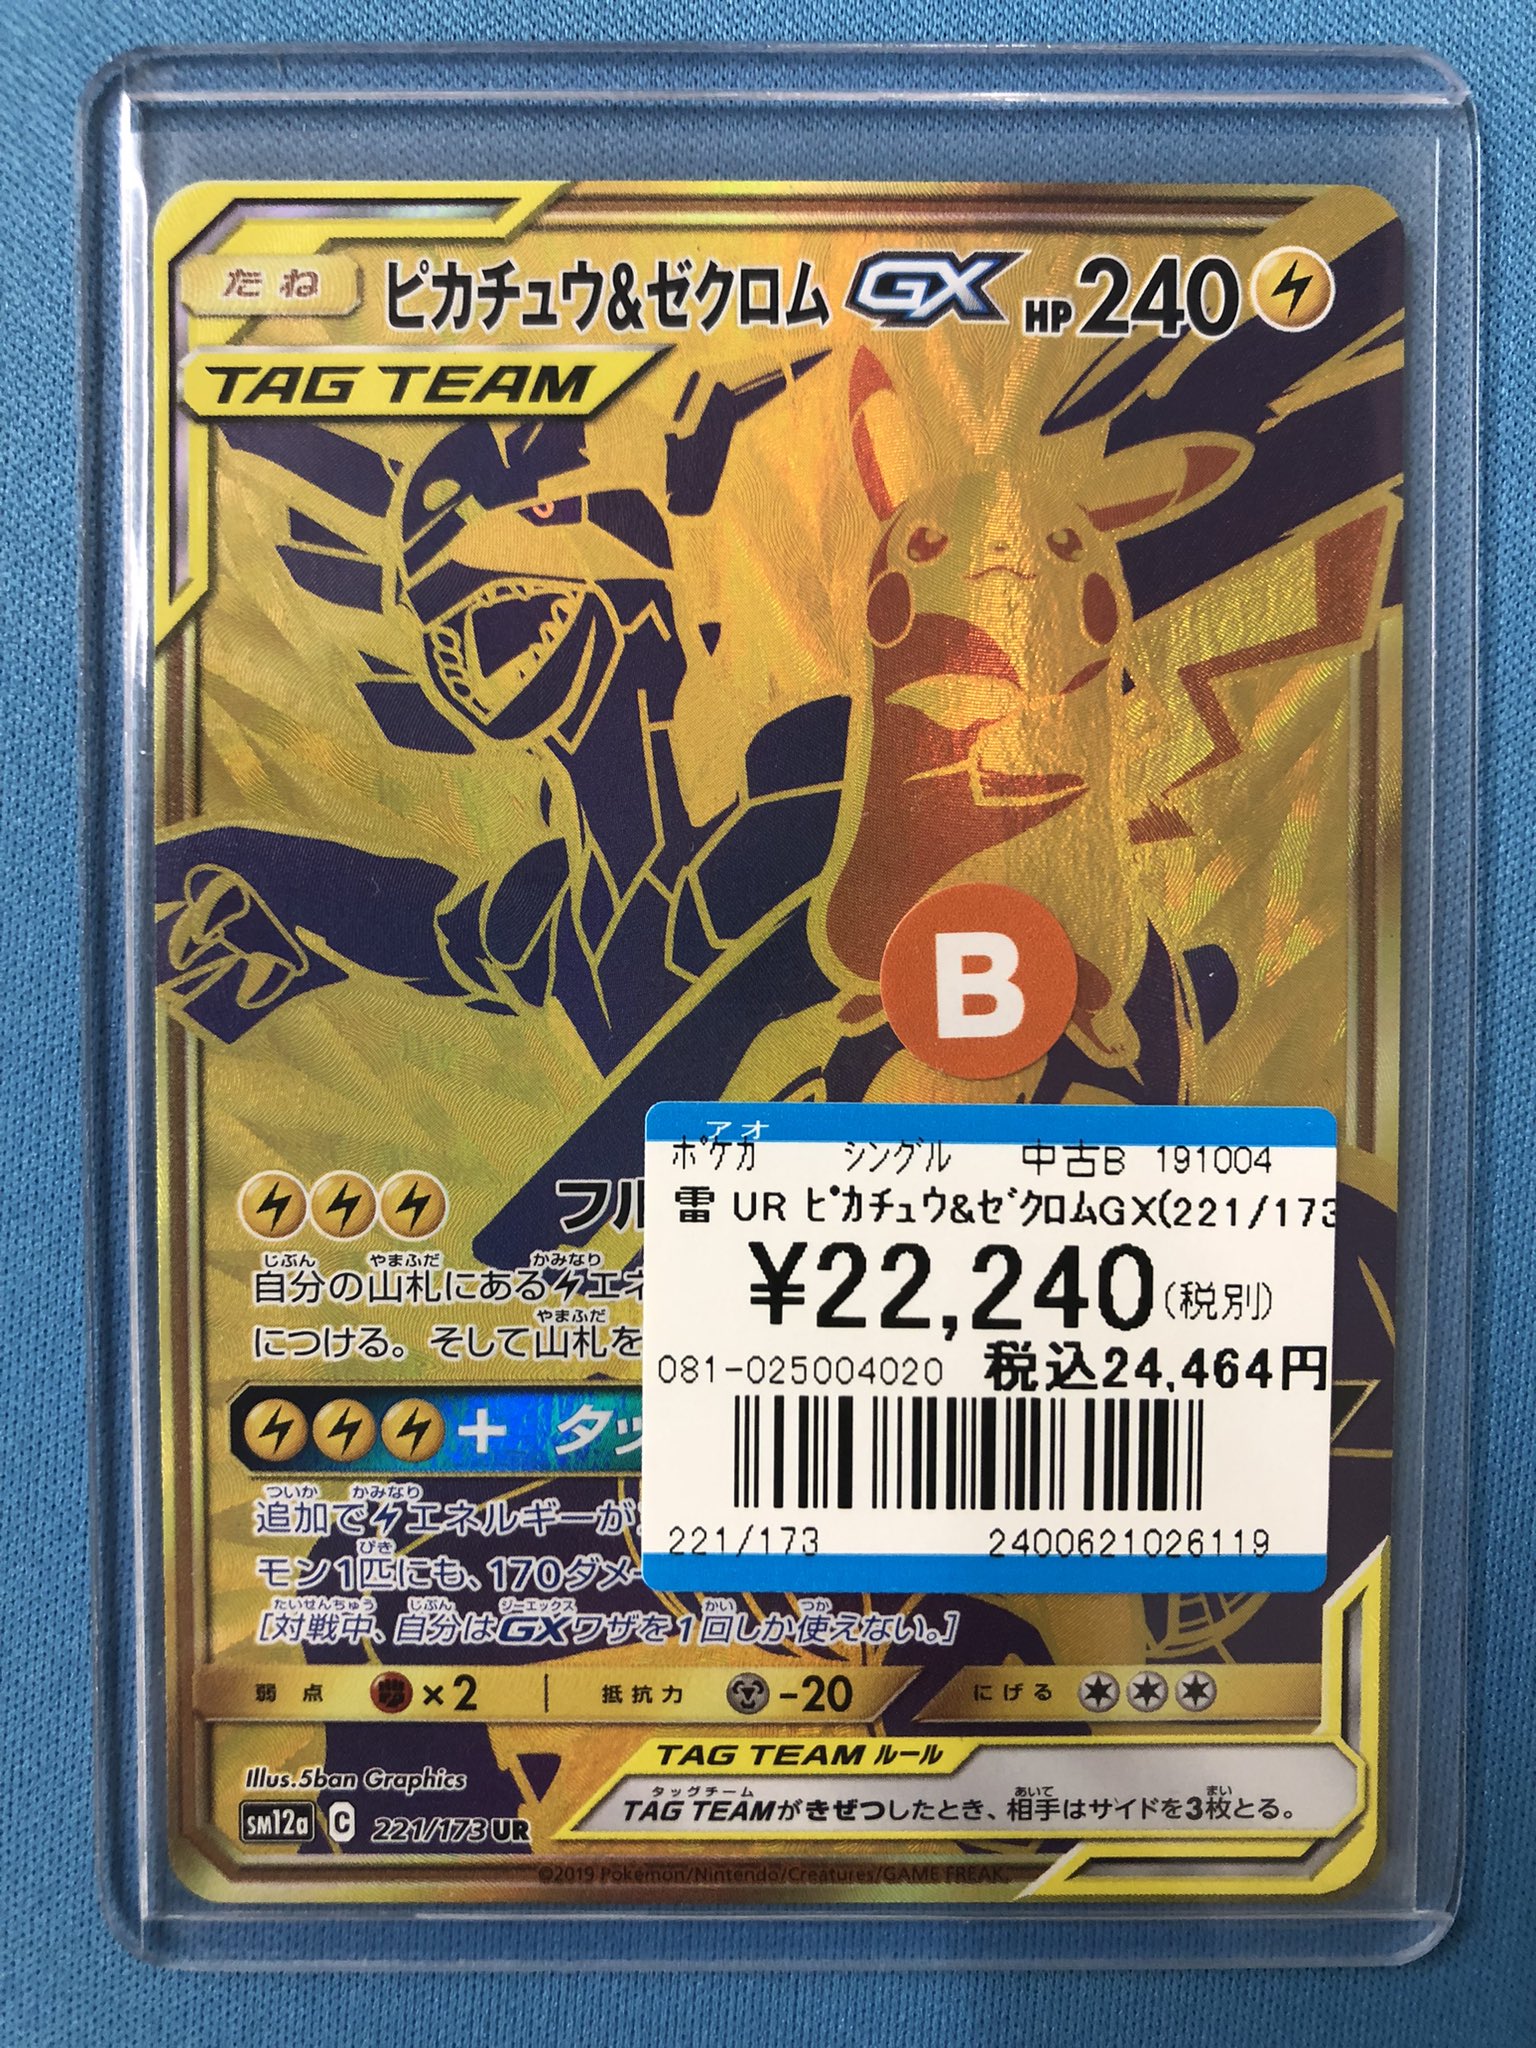 たね
ピカチュウ&ゼクロム GX HP 240
TAG TEAM
B
アオ
ポケカ シングル 中古B 191004
雷 UR ピカチュウ&ゼクロムGX(221/173
¥22,240(税別)
081-025004020 税込24,464円
221/173 2400621026119
フル
じぶん やまふだ かみなり
自分の山札にあるエネ
やまふだ
につける。そして山札を
+ タッ
ついか かみなり
追加でエネルギーが
びき
モン1匹にも、170ダメ
たいせんちゅう じぶん ジーエックス かい つか
[対戦中、自分はGXワザを1回しか使えない。]
弱点 ×2 抵抗力 -20 にげる
TAG TEAM ルール
タッグチーム あいて まい
TAG TEAMがきぜつしたとき、相手はサイドを3枚とる。
Illus.5ban Graphics
SM12a C 221/173 UR
©2019 Pokémon/Nintendo/Creatures/GAME FREAK.